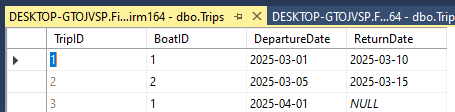 DESKTOP-GTOJVSP.Fi...irm164 - dbo.Trips DESKTOP-GTOJVSP.F...64 - dbo.Trips
TripID BoatID DepartureDate ReturnDate
1 1 2025-03-01 2025-03-10
2 2 2025-03-05 2025-03-15
3 1 2025-04-01 NULL